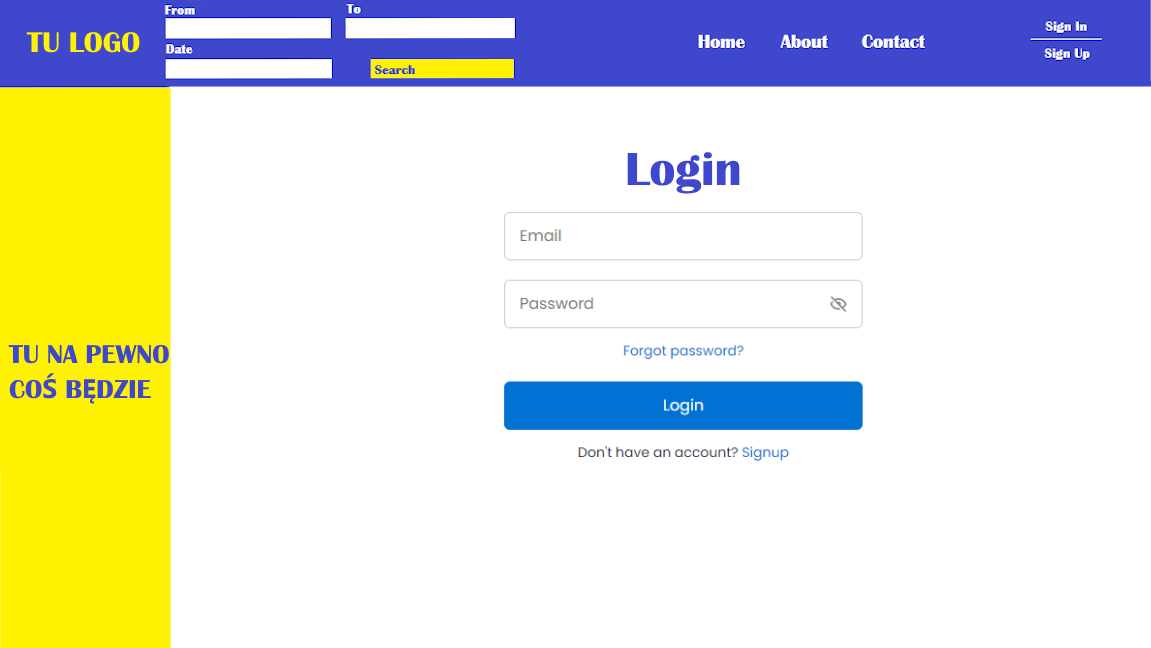 TU LOGO
From
To
Date
Search
Home
About
Contact
Sign In
Sign Up
Login
Email
Password
Forgot password?
Login
Don't have an account? Signup
TU NA PEWNO
COŚ BĘDZIE